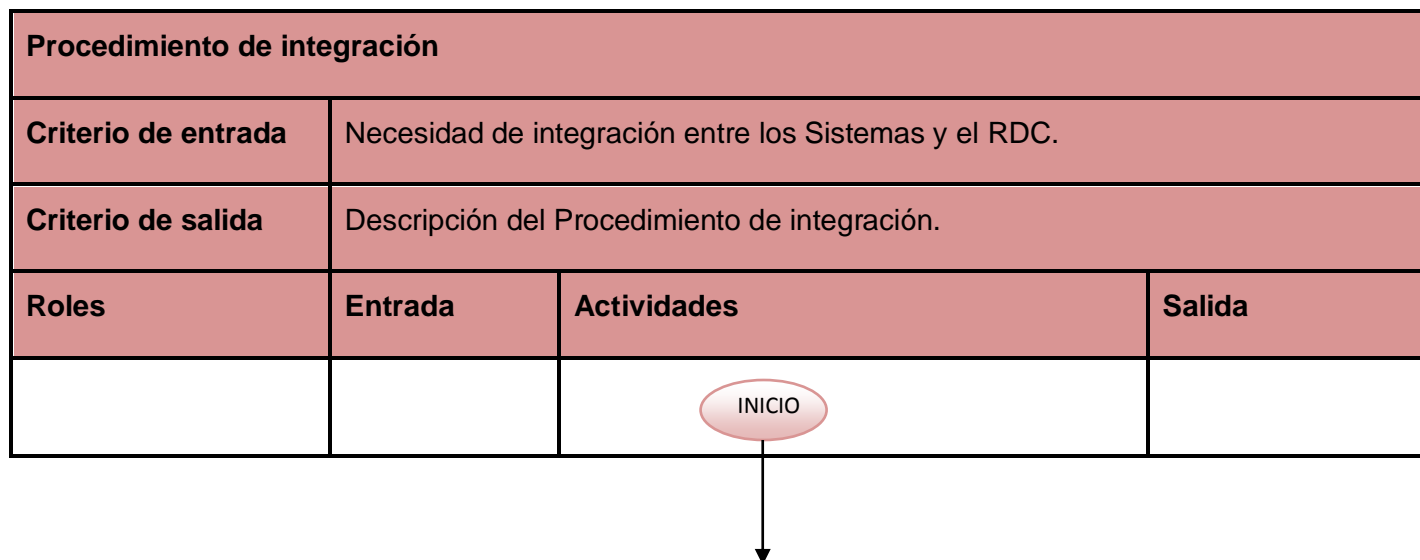 Procedimiento de integración
Criterio de entrada
Necesidad de integración entre los Sistemas y el RDC.
Criterio de salida
Descripción del Procedimiento de integración.
Roles
Entrada
Actividades
Salida
INICIO